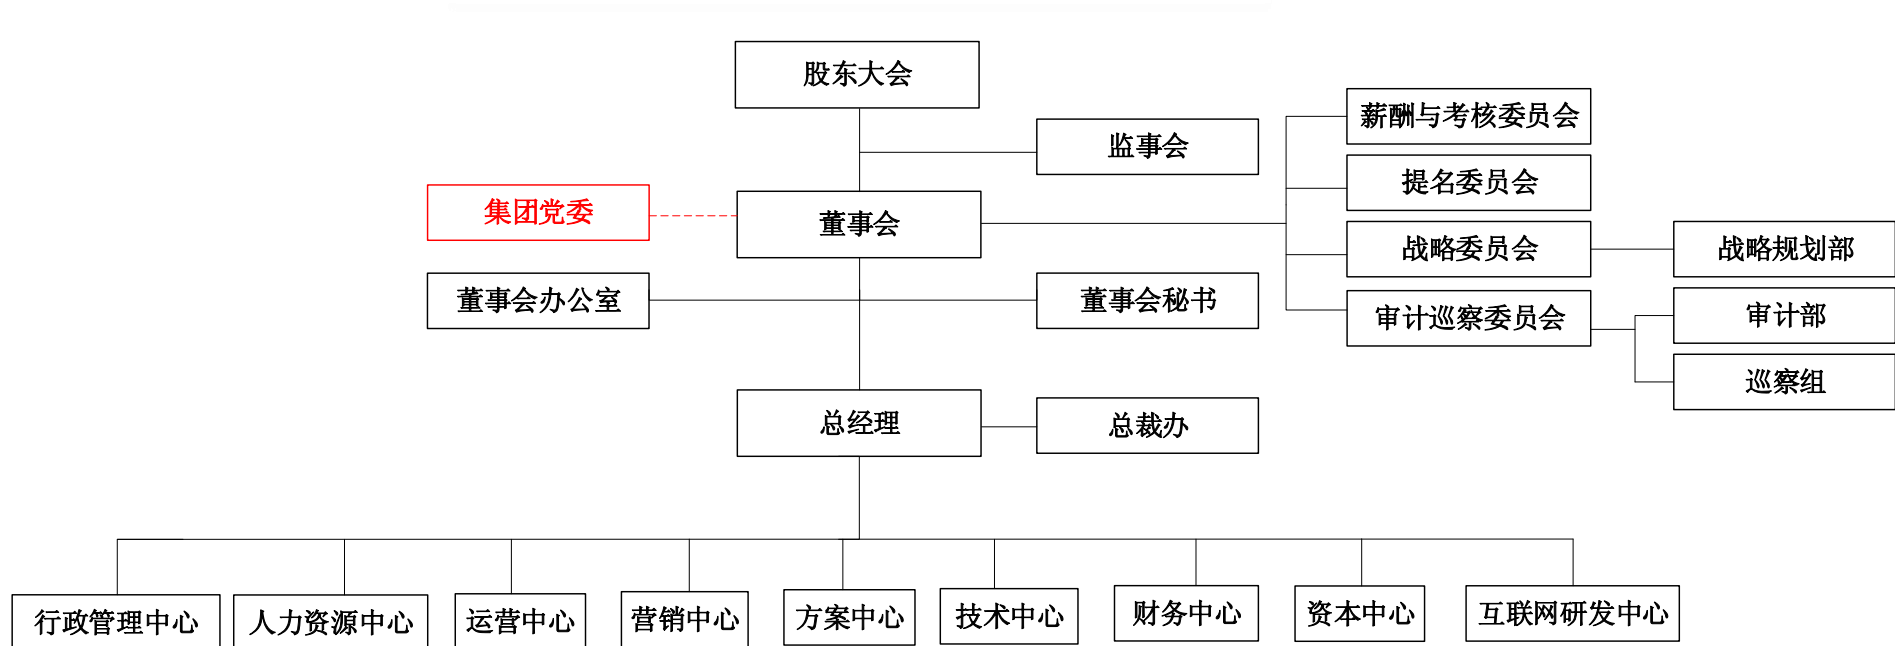 股东大会
薪酬与考核委员会
监事会
提名委员会
集团党委
董事会
战略委员会
战略规划部
董事会办公室
董事会秘书
审计巡察委员会
审计部
巡察组
总经理
总裁办
行政管理中心
人力资源中心
运营中心
营销中心
方案中心
技术中心
财务中心
资本中心
互联网研发中心